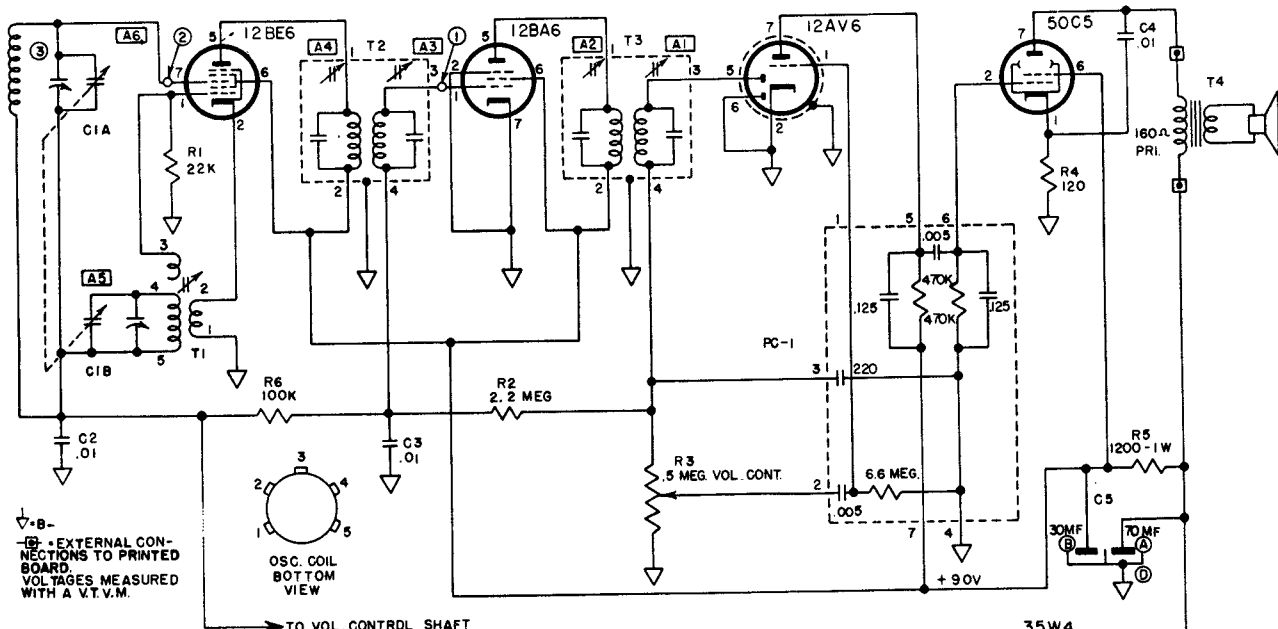 12BE6
12BA6
12AV6
50C5
C4
.01
A6
2
3
5
7
1
6
2
A4
T2
A3
1
1
3
2
4
5
2
1
6
7
A2
T3
A1
1
3
2
4
7
1
5
6
2
7
2
6
1
T4
160Ω
PRI.
C1A
R1
22K
R4
120
1
5
6
.005
.125
470K
470K
.125
PC-1
3
220
A5
3
4
2
1
5
T1
C1B
R6
100K
R2
2.2 MEG
C2
.01
C3
.01
R3
.5 MEG. VOL. CONT.
2
.005
6.6 MEG.
7
4
R5
1200-1W
C5
30MF
B
70MF
A
D
+90V
3
2
4
1
5
OSC. COIL
BOTTOM
VIEW
=B-
=EXTERNAL CON-
NECTIONS TO PRINTED
BOARD.
VOLTAGES MEASURED
WITH A V.T.V.M.
TO VOL. CONTROL SHAFT
35W4